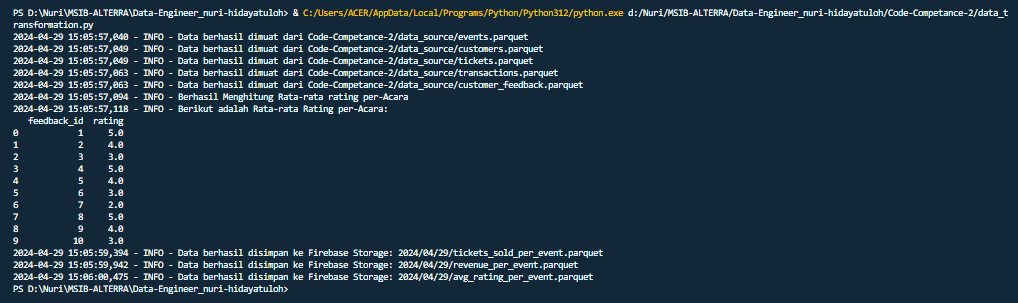 PS D:\Nuri\MSIB-ALTERRA\Data-Engineer_nuri-hidayatuloh> & C:/Users/ACER/AppData/Local/Programs/Python/Python312/python.exe d:/Nuri/MSIB-ALTERRA/Data-Engineer_nuri-hidayatuloh/Code-Competance-2/data_t
ransformation.py
2024-04-29 15:05:57,040 - INFO - Data berhasil dimuat dari Code-Competance-2/data_source/events.parquet
2024-04-29 15:05:57,049 - INFO - Data berhasil dimuat dari Code-Competance-2/data_source/customers.parquet
2024-04-29 15:05:57,049 - INFO - Data berhasil dimuat dari Code-Competance-2/data_source/tickets.parquet
2024-04-29 15:05:57,063 - INFO - Data berhasil dimuat dari Code-Competance-2/data_source/transactions.parquet
2024-04-29 15:05:57,063 - INFO - Data berhasil dimuat dari Code-Competance-2/data_source/customer_feedback.parquet
2024-04-29 15:05:57,094 - INFO - Berhasil Menghitung Rata-rata rating per-Acara
2024-04-29 15:05:57,118 - INFO - Berikut adalah Rata-rata Rating per-Acara:
   feedback_id  rating
0            1     5.0
1            2     4.0
2            3     3.0
3            4     5.0
4            5     4.0
5            6     3.0
6            7     2.0
7            8     5.0
8            9     4.0
9           10     3.0
2024-04-29 15:05:59,394 - INFO - Data berhasil disimpan ke Firebase Storage: 2024/04/29/tickets_sold_per_event.parquet
2024-04-29 15:05:59,942 - INFO - Data berhasil disimpan ke Firebase Storage: 2024/04/29/revenue_per_event.parquet
2024-04-29 15:06:00,475 - INFO - Data berhasil disimpan ke Firebase Storage: 2024/04/29/avg_rating_per_event.parquet
PS D:\Nuri\MSIB-ALTERRA\Data-Engineer_nuri-hidayatuloh>